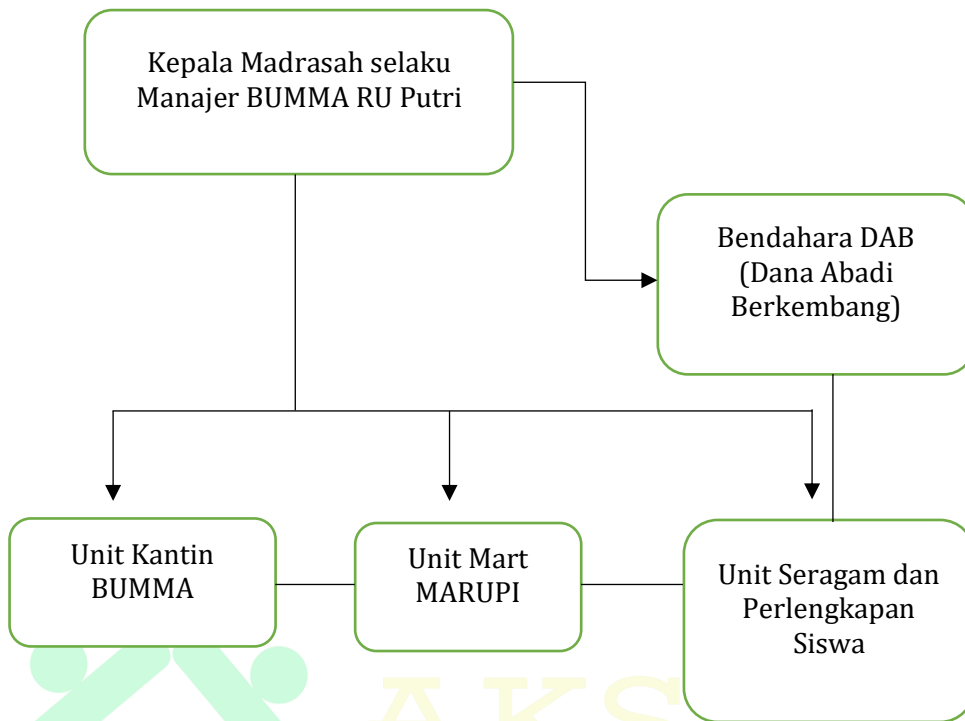 Kepala Madrasah selaku
Manajer BUMMA RU Putri
Bendahara DAB
(Dana Abadi
Berkembang)
Unit Kantin
BUMMA
Unit Mart
MARUPI
Unit Seragam dan
Perlengkapan
Siswa
AKS